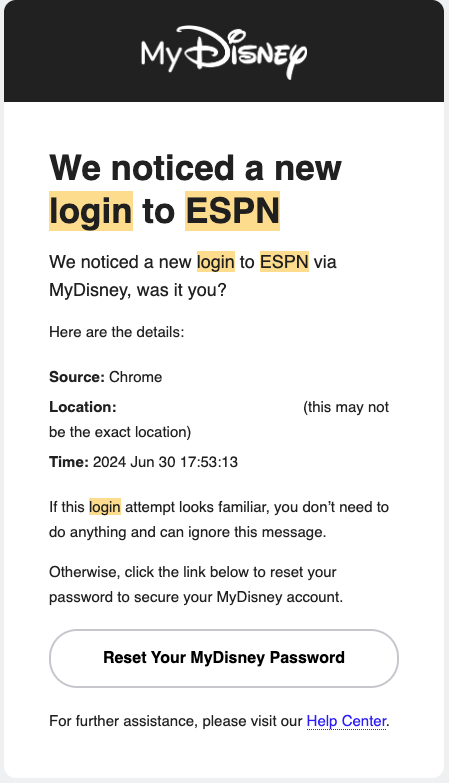 MyDisney
We noticed a new
login to ESPN
We noticed a new login to ESPN via
MyDisney, was it you?
Here are the details:
Source: Chrome
Location: (this may not
be the exact location)
Time: 2024 Jun 30 17:53:13
If this login attempt looks familiar, you don’t need to
do anything and can ignore this message.
Otherwise, click the link below to reset your
password to secure your MyDisney account.
Reset Your MyDisney Password
For further assistance, please visit our Help Center.